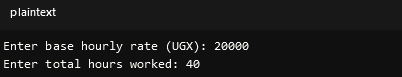 plaintext
Enter base hourly rate (UGX): 20000
Enter total hours worked: 40